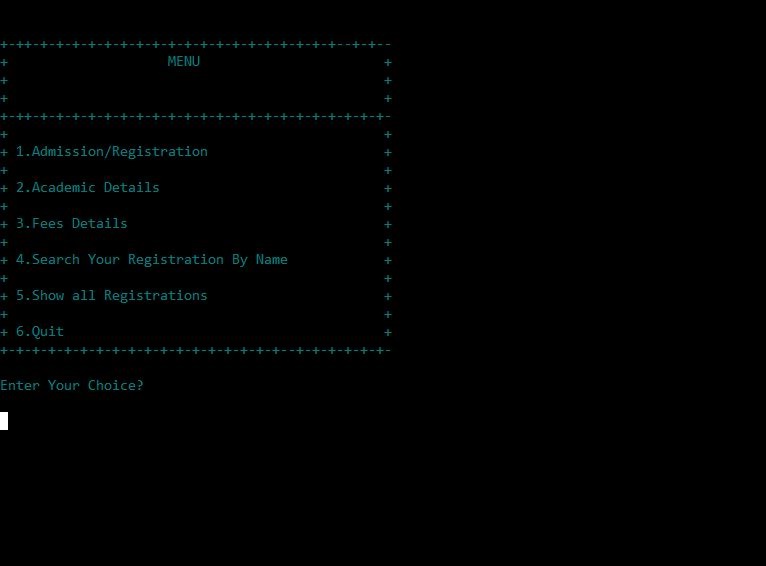 +-++-+-+-+-+-+-+-+-+-+-+-+-+-+-+-+-+-+-+-+--+-+--
+                    MENU                       +
+                                               +
+                                               +
+-++-+-+-+-+-+-+-+-+-+-+-+-+-+-+-+-+-+-+-+-+-+-+-
+                                               +
+ 1.Admission/Registration                      +
+                                               +
+ 2.Academic Details                            +
+                                               +
+ 3.Fees Details                                +
+                                               +
+ 4.Search Your Registration By Name            +
+                                               +
+ 5.Show all Registrations                      +
+                                               +
+ 6.Quit                                        +
+-+-+-+-+-+-+-+-+-+-+-+-+-+-+-+-+-+--+-+-+-+-+-+-
Enter Your Choice?